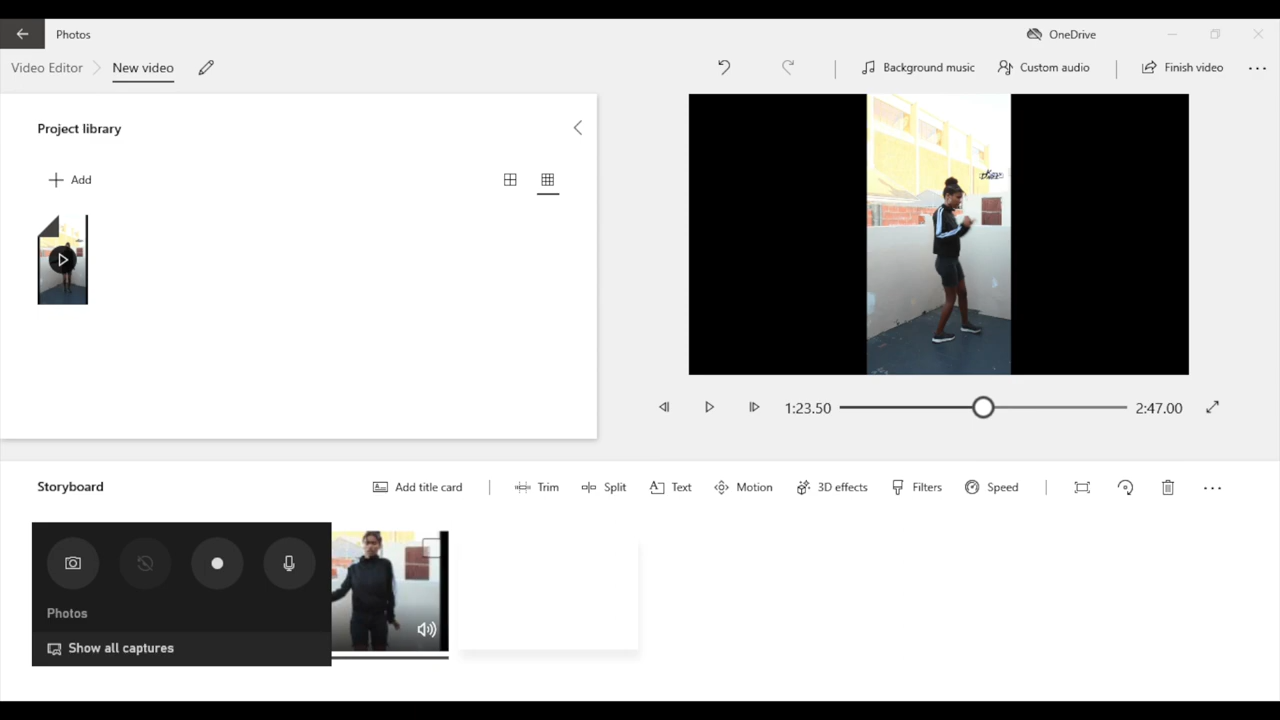 Photos
OneDrive
Video Editor
New video
Background music
Custom audio
Finish video
Project library
Add
1:23.50
2:47.00
Storyboard
Add title card
Trim
Split
Text
Motion
3D effects
Filters
Speed
Photos
Show all captures